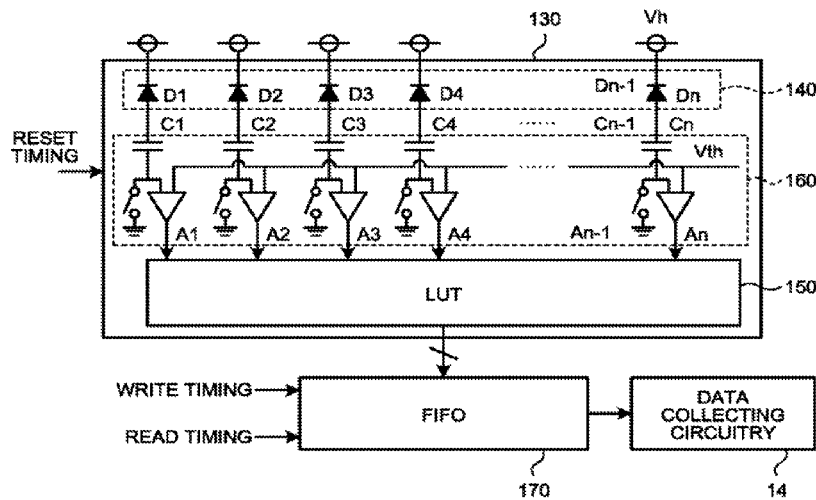 130
Vh
D1 D2 D3 D4 Dn-1 Dn
140
C1 C2 C3 C4 ...... Cn-1 Cn
RESET
TIMING
Vth
......
160
A1 A2 A3 A4 An-1 An
LUT
150
WRITE TIMING
READ TIMING
FIFO
DATA
COLLECTING
CIRCUITRY
170
14